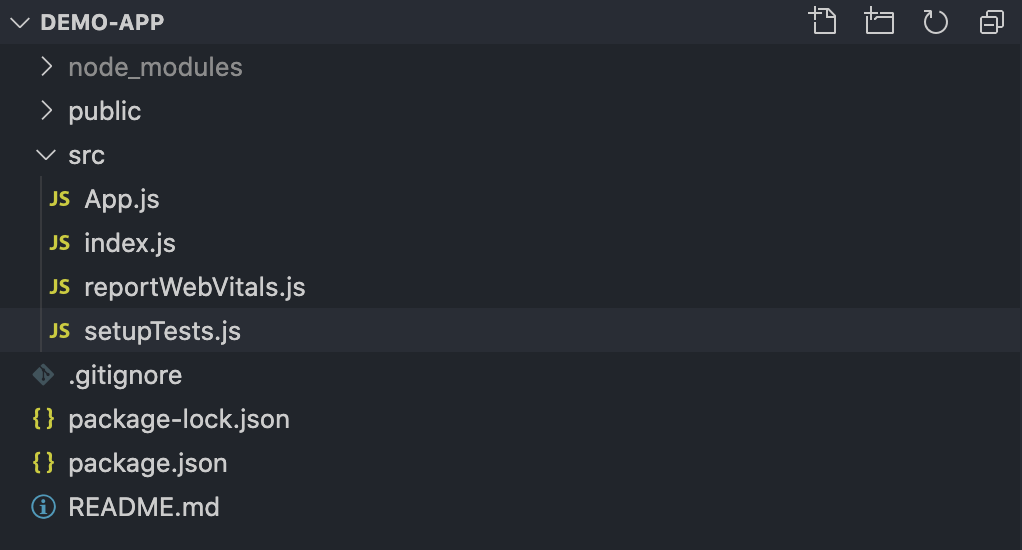 DEMO-APP
node_modules
public
src
JS App.js
JS index.js
JS reportWebVitals.js
JS setupTests.js
.gitignore
{} package-lock.json
{} package.json
README.md